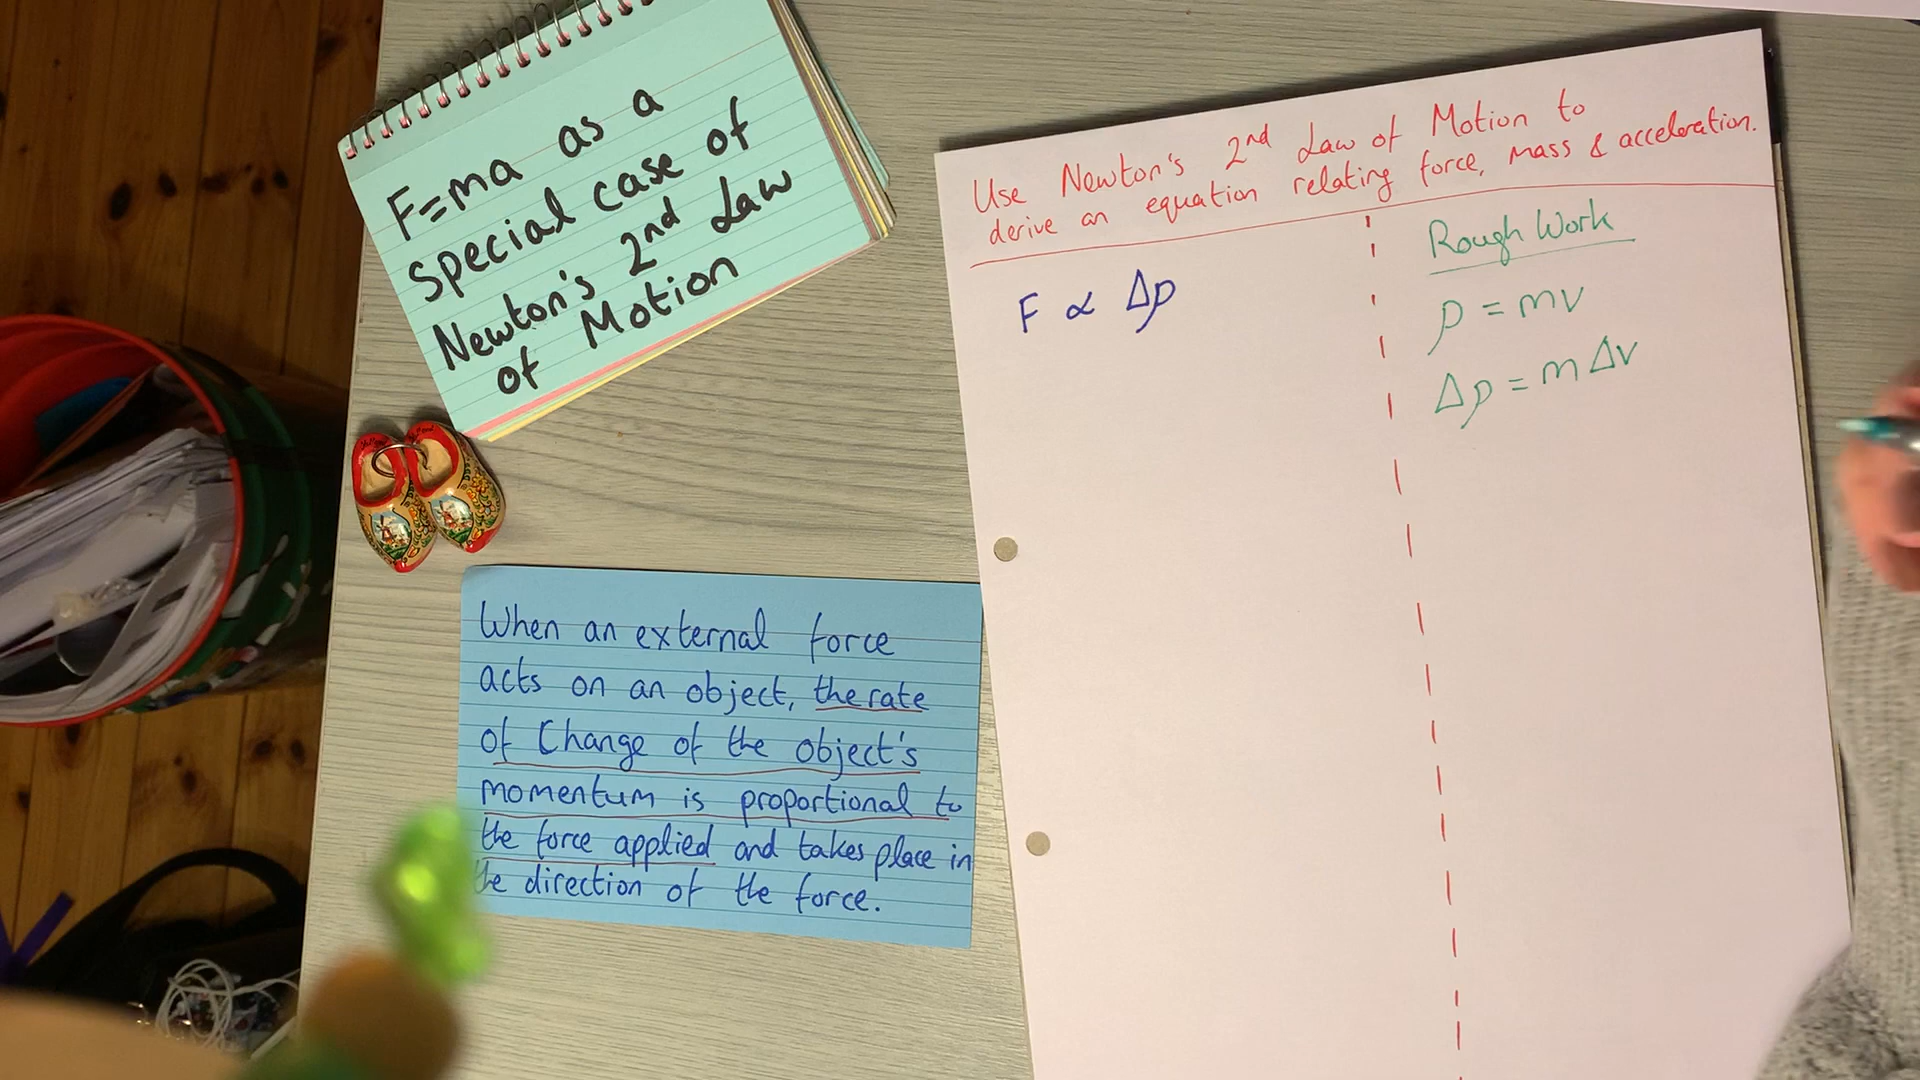 F=ma as a
special case of
Newton's 2nd Law
of Motion
Use Newton's 2nd Law of Motion to
derive an equation relating force, mass & acceleration.
F ∝ Δp
Rough Work
p = mv
Δp = mΔv
When an external force
acts on an object, the rate
of Change of the object's
momentum is proportional to
the force applied and takes place in
the direction of the force.